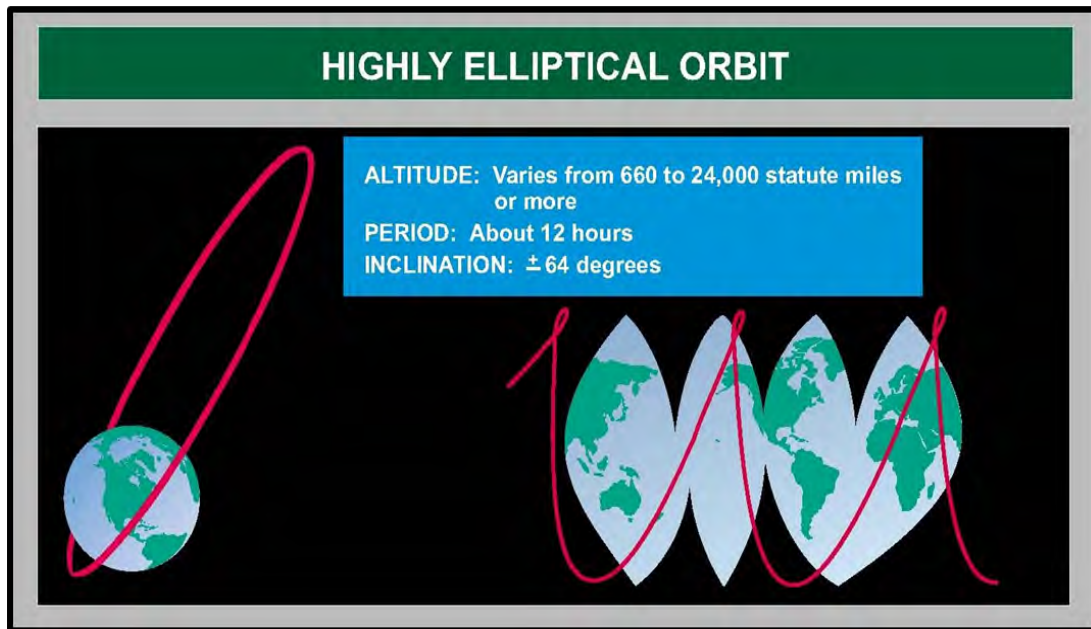 HIGHLY ELLIPTICAL ORBIT
ALTITUDE: Varies from 660 to 24,000 statute miles
or more
PERIOD: About 12 hours
INCLINATION: ± 64 degrees